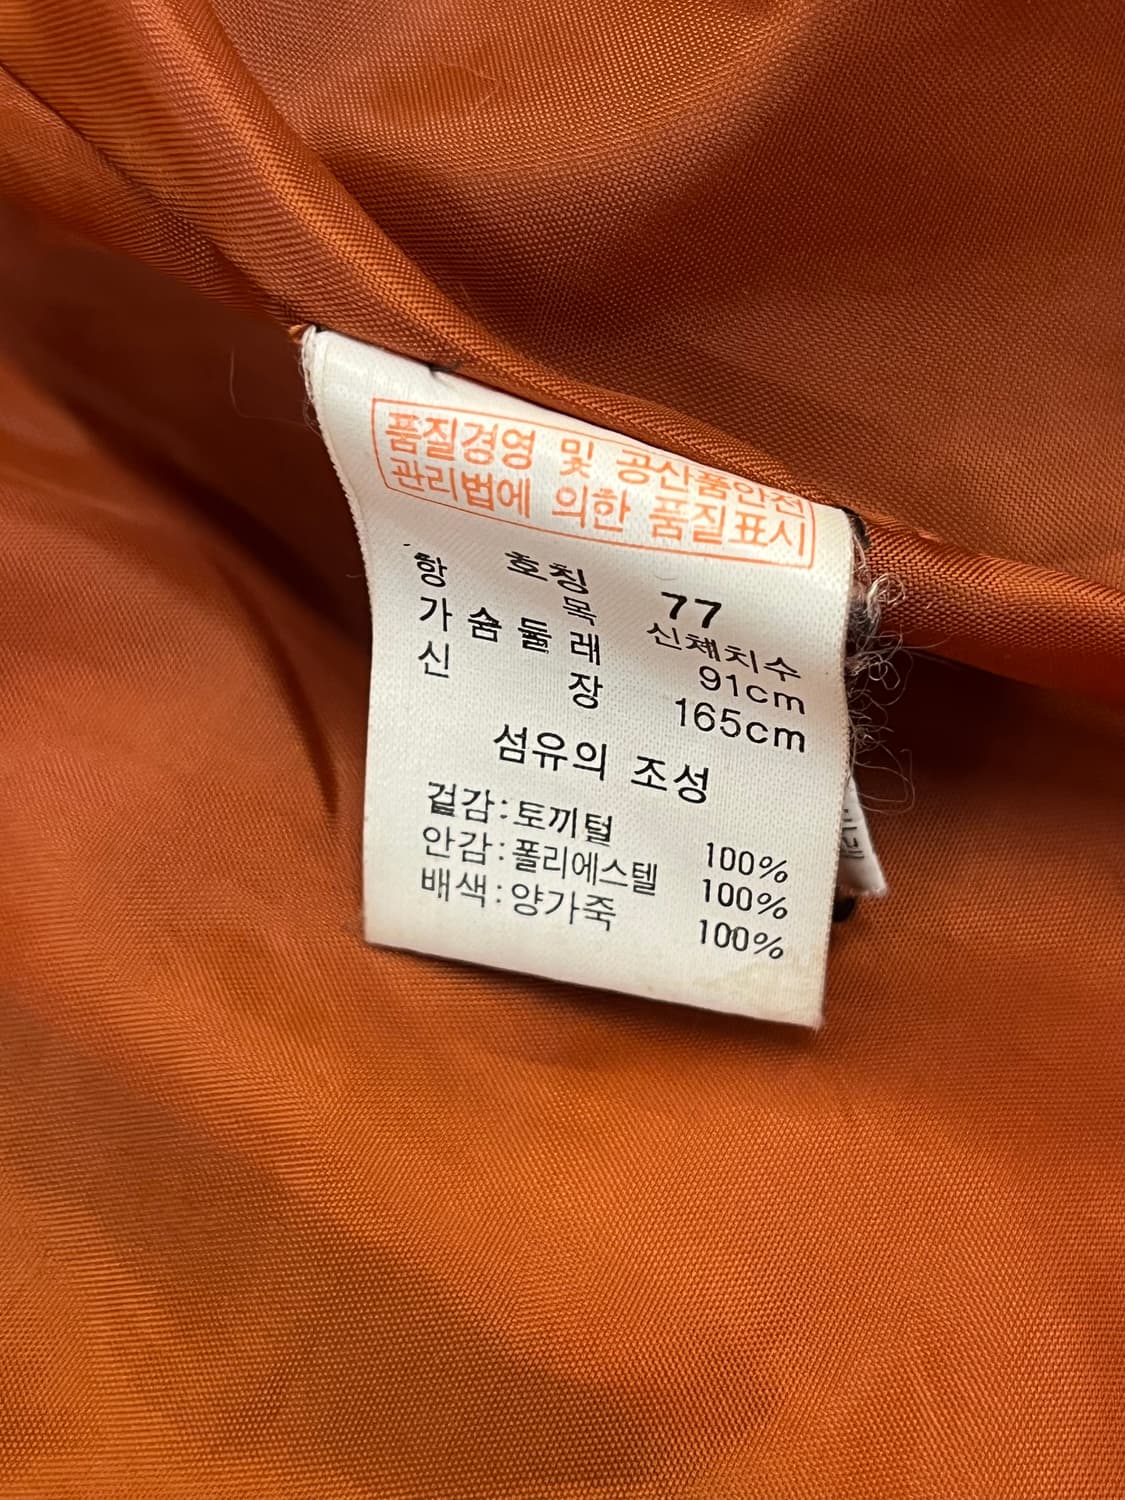 품질경영 및 공산품안전
관리법에 의한 품질표시
호칭 77
항 목 신체치수
가슴둘레 91cm
신 장 165cm
섬유의 조성
겉감:토끼털 100%
안감:폴리에스텔 100%
배색:양가죽 100%